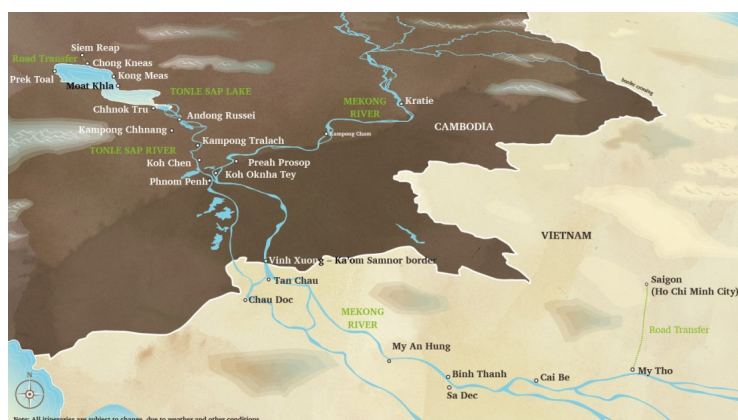 Siem Reap
Road Transfer
Chong Kneas
Prek Toal
Kong Meas
Moat Khla
TONLE SAP LAKE
Chhnok Tru
Andong Russei
Kampong Chhnang
Kampong Tralach
TONLE SAP RIVER
Koh Chen
Preah Prosop
Koh Oknha Tey
Phnom Penh
MEKONG
RIVER
Kratie
Kampong Cham
CAMBODIA
border crossing
VIETNAM
Vinh Xuong – Ka'om Samnor border
Tan Chau
Chau Doc
MEKONG
RIVER
Saigon
(Ho Chi Minh City)
Road Transfer
My An Hung
Binh Thanh
Sa Dec
Cai Be
My Tho
N
Note: All itineraries are subject to change, due to weather and other conditions